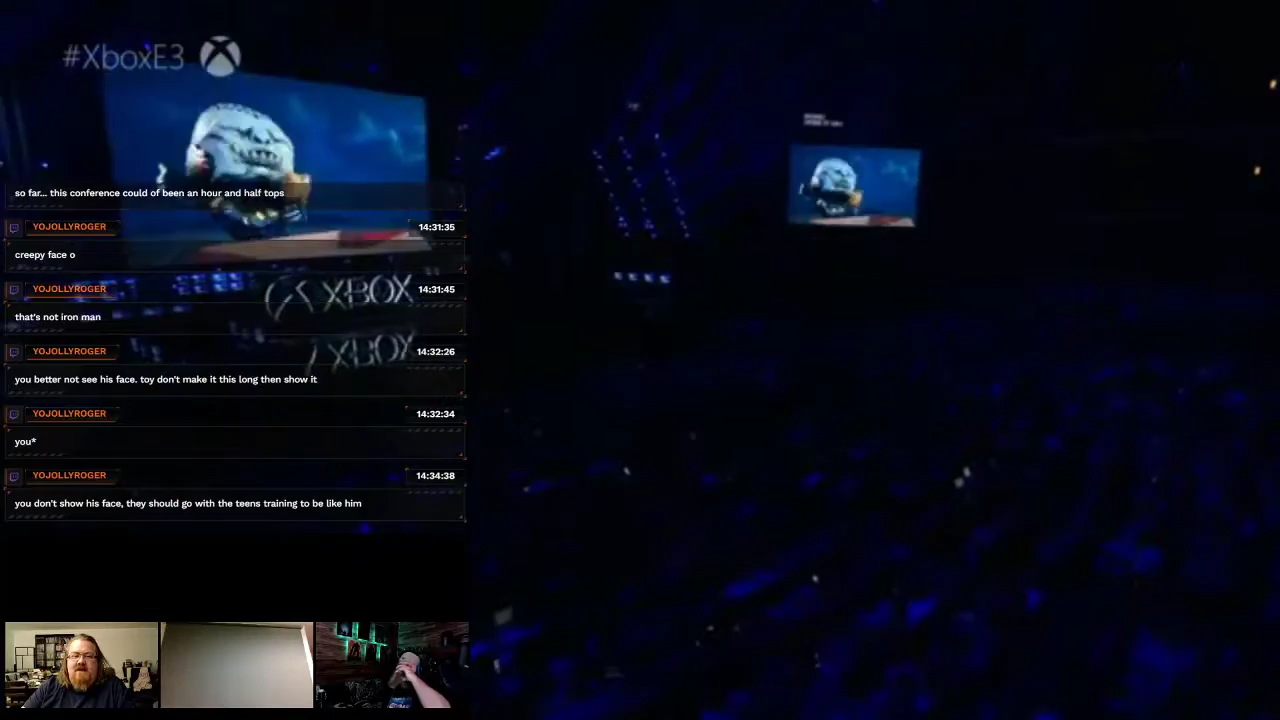 #XboxE3
so far... this conference could of been an hour and half tops
YOJOLLYROGER 14:31:35
creepy face o
YOJOLLYROGER 14:31:45
XBOX
that's not iron man
YOJOLLYROGER 14:32:26
XBOX
you better not see his face. toy don't make it this long then show it
YOJOLLYROGER 14:32:34
you*
YOJOLLYROGER 14:34:38
you don't show his face, they should go with the teens training to be like him